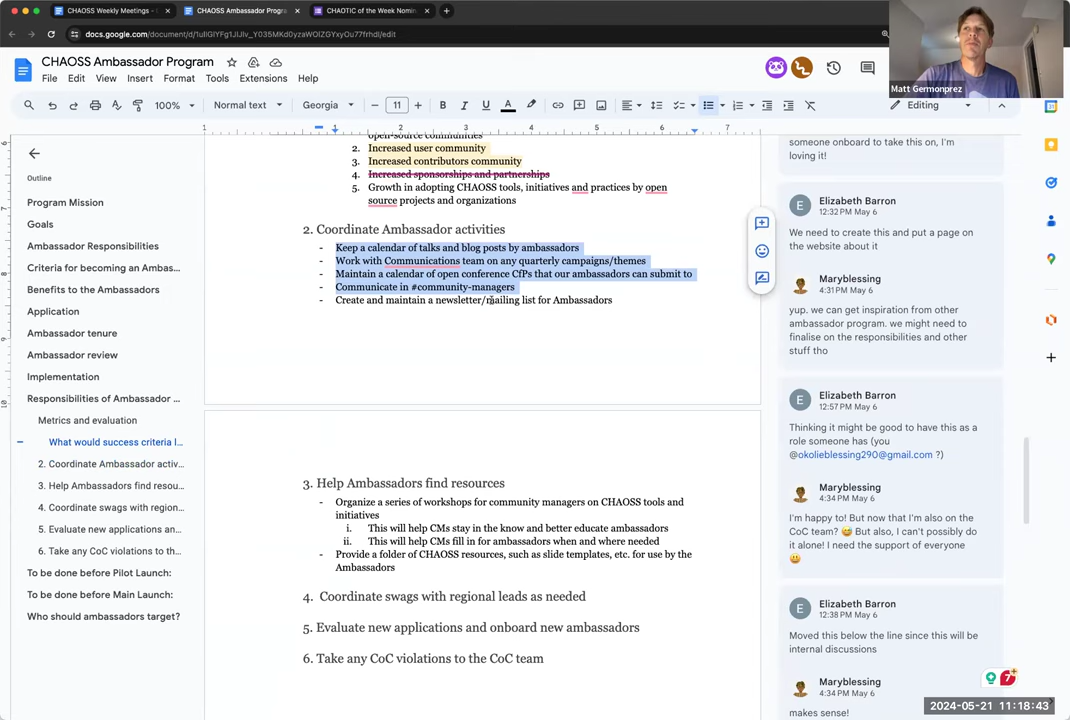 CHAOSS Weekly Meetings -
CHAOSS Ambassador Progr
CHAOTIC of the Week Nomin
docs.google.com/document/d/1ullGlYFg1JlJlv_Y035MKd0yzaWOIZGYxyOu77frhdI/edit
CHAOSS Ambassador Program
File Edit View Insert Format Tools Extensions Help
Matt Germonprez
100% Normal text Georgia 11 Editing
1 1 2 3 4 5 6 7
Outline
Program Mission
Goals
Ambassador Responsibilities
Criteria for becoming an Ambas...
Benefits to the Ambassadors
Application
Ambassador tenure
Ambassador review
Implementation
Responsibilities of Ambassador ...
Metrics and evaluation
What would success criteria l...
2. Coordinate Ambassador activ...
3. Help Ambassadors find resou...
4. Coordinate swags with region...
5. Evaluate new applications an...
6. Take any CoC violations to th...
To be done before Pilot Launch:
To be done before Main Launch:
Who should ambassadors target?
open-source communities
2. Increased user community
3. Increased contributors community
4. Increased sponsorships and partnerships
5. Growth in adopting CHAOSS tools, initiatives and practices by open
source projects and organizations
2. Coordinate Ambassador activities
- Keep a calendar of talks and blog posts by ambassadors
- Work with Communications team on any quarterly campaigns/themes
- Maintain a calendar of open conference CfPs that our ambassadors can submit to
- Communicate in #community-managers
- Create and maintain a newsletter/mailing list for Ambassadors
3. Help Ambassadors find resources
- Organize a series of workshops for community managers on CHAOSS tools and
initiatives
i. This will help CMs stay in the know and better educate ambassadors
ii. This will help CMs fill in for ambassadors when and where needed
- Provide a folder of CHAOSS resources, such as slide templates, etc. for use by the
Ambassadors
4. Coordinate swags with regional leads as needed
5. Evaluate new applications and onboard new ambassadors
6. Take any CoC violations to the CoC team
someone onboard to take this on, I'm
loving it!
E
Elizabeth Barron
12:32 PM May 6
We need to create this and put a page on
the website about it
Maryblessing
4:31 PM May 6
yup. we can get inspiration from other
ambassador program. we might need to
finalise on the responsibilities and other
stuff tho
E
Elizabeth Barron
12:57 PM May 6
Thinking it might be good to have this as a
role someone has (you
@okolieblessing290@gmail.com ?)
Maryblessing
4:34 PM May 6
I'm happy to! But now that I'm also on the
CoC team? 😅 But also, I can't possibly do
it alone! I need the support of everyone
😃
E
Elizabeth Barron
12:38 PM May 6
Moved this below the line since this will be
internal discussions
Maryblessing
4:34 PM May 6
makes sense!
7
2024-05-21 11:18:43